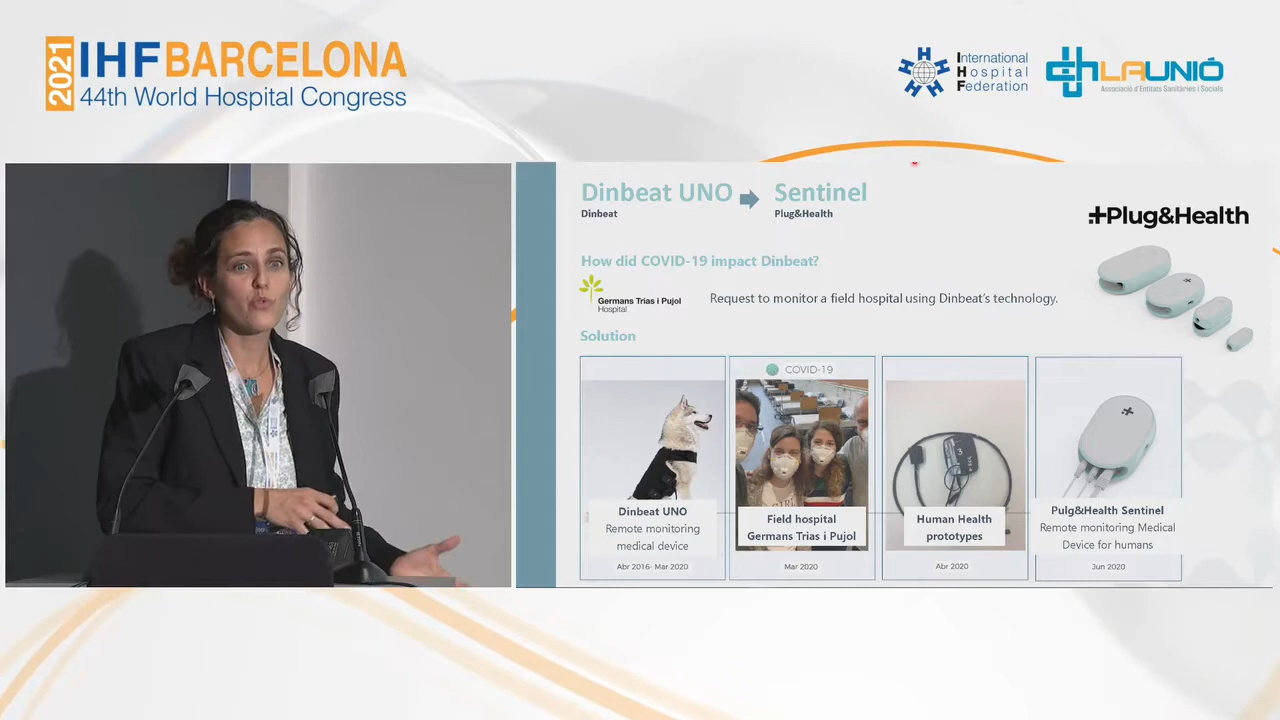 2021
IHF BARCELONA
44th World Hospital Congress
International
Hospital
Federation
LAUNIÓ
Associació d'Entitats Sanitàries i Socials
Dinbeat UNO
Dinbeat
Sentinel
Plug&Health
Plug&Health
How did COVID-19 impact Dinbeat?
Germans Trias i Pujol
Hospital
Request to monitor a field hospital using Dinbeat's technology.
Solution
Dinbeat UNO
Remote monitoring
medical device
Abr 2016- Mar 2020
COVID-19
Field hospital
Germans Trias i Pujol
Mar 2020
Human Health
prototypes
Abr 2020
Pulg&Health Sentinel
Remote monitoring Medical
Device for humans
Jun 2020